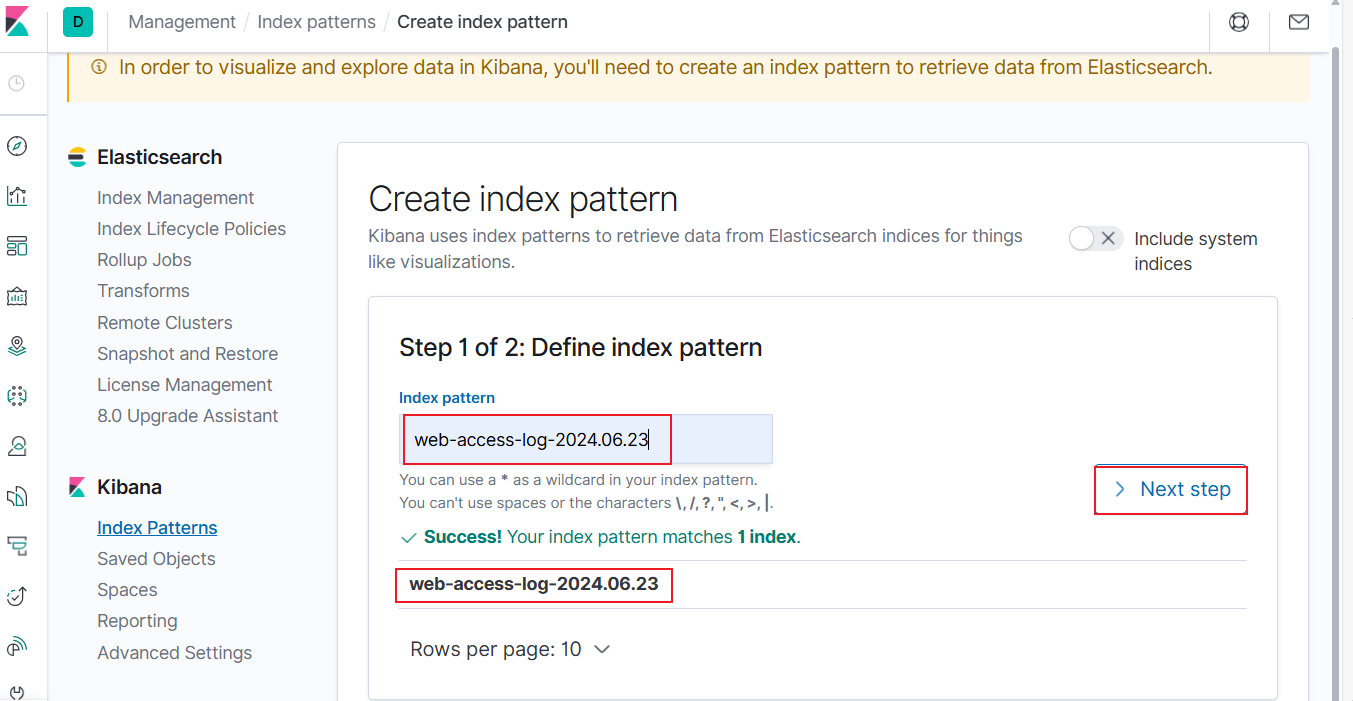 D Management / Index patterns / Create index pattern
In order to visualize and explore data in Kibana, you'll need to create an index pattern to retrieve data from Elasticsearch.
Elasticsearch
Index Management
Index Lifecycle Policies
Rollup Jobs
Transforms
Remote Clusters
Snapshot and Restore
License Management
8.0 Upgrade Assistant
Kibana
Index Patterns
Saved Objects
Spaces
Reporting
Advanced Settings
Create index pattern
Kibana uses index patterns to retrieve data from Elasticsearch indices for things
like visualizations.
Include system
indices
Step 1 of 2: Define index pattern
Index pattern
web-access-log-2024.06.23
You can use a * as a wildcard in your index pattern.
You can't use spaces or the characters \, /, ?, ", <, >, |.
Next step
Success! Your index pattern matches 1 index.
web-access-log-2024.06.23
Rows per page: 10